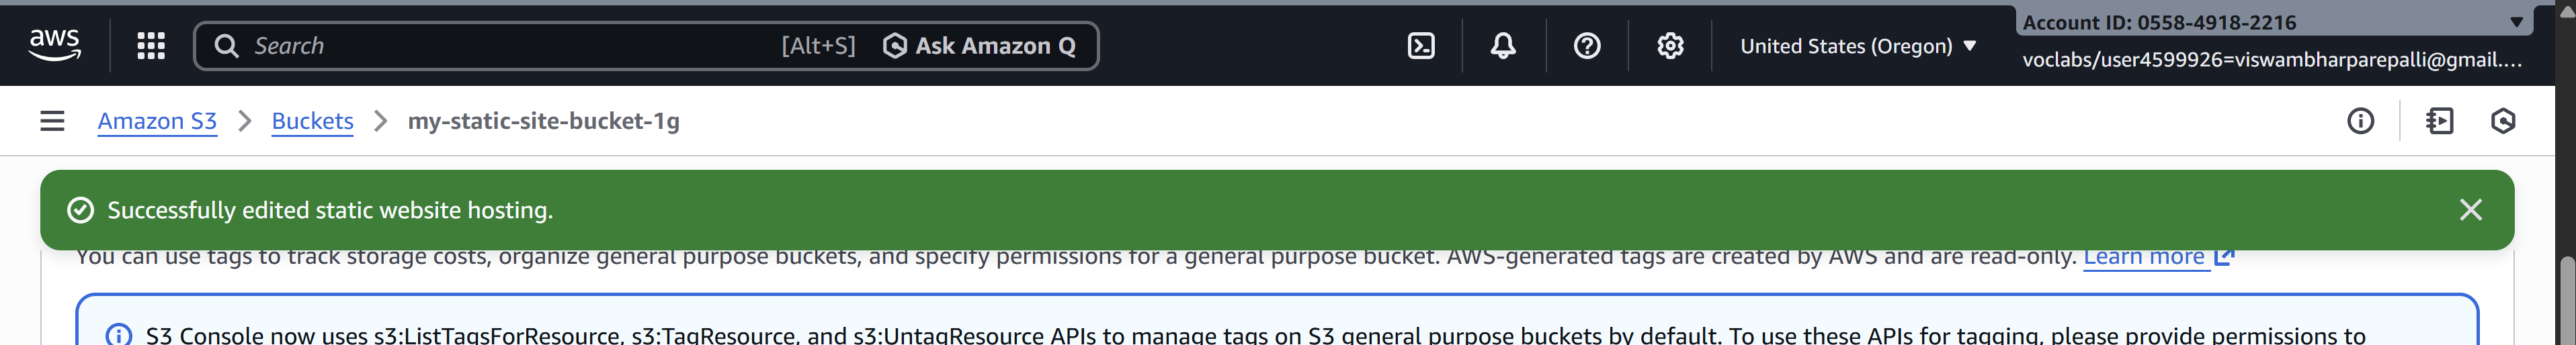 aws
Search [Alt+S] Ask Amazon Q
United States (Oregon)
Account ID: 0558-4918-2216
voclabs/user4599926=viswambharparepalli@gmail....
Amazon S3 > Buckets > my-static-site-bucket-1g
Successfully edited static website hosting.
You can use tags to track storage costs, organize general purpose buckets, and specify permissions for a general purpose bucket. AWS-generated tags are created by AWS and are read-only. Learn more
S3 Console now uses s3:ListTagsForResource, s3:TagResource, and s3:UntagResource APIs to manage tags on S3 general purpose buckets by default. To use these APIs for tagging, please provide permissions to